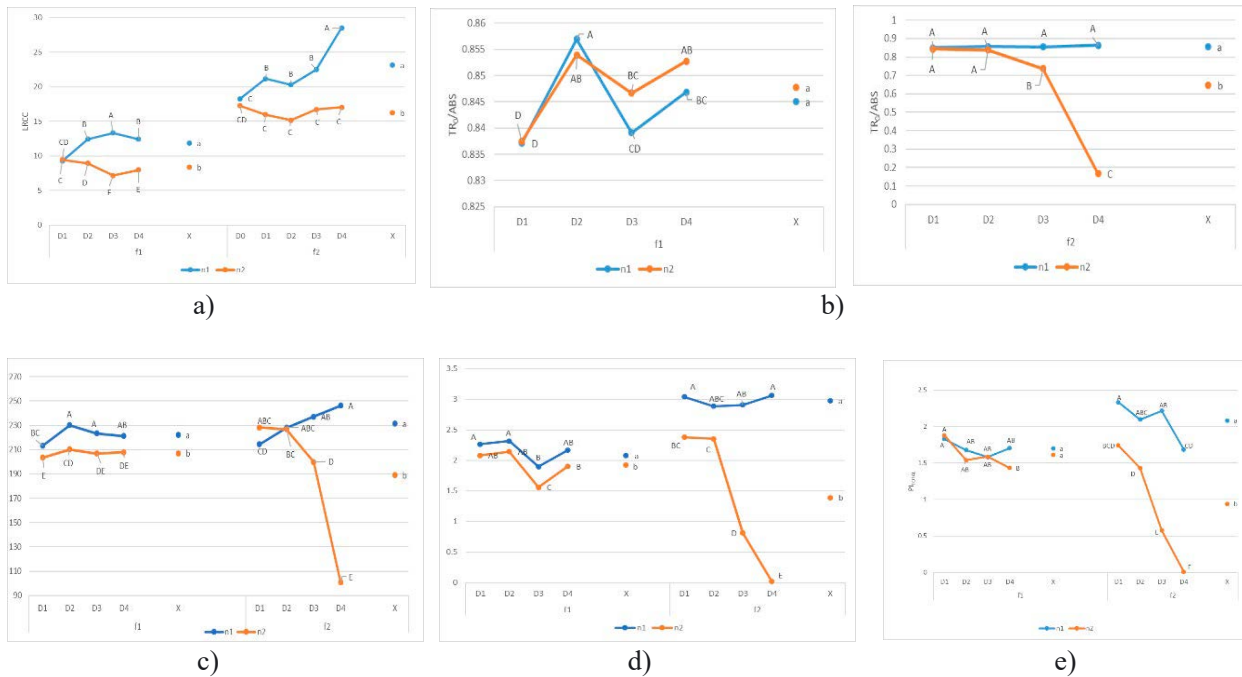 30
25
20
15
10
5
0
LHCC
CD
B
A
B
C
D
E
E
C
B
B
B
A
CD
C
C
C
C
a
b
a
b
D1 D2 D3 D4 X D0 D1 D2 D3 D4 X
f1 f2
n1 n2
a)
0.86
0.855
0.85
0.845
0.84
0.835
0.83
0.825
TR₀/ABS
D
D
A
AB
BC
CD
AB
BC
a
a
D1 D2 D3 D4 X
f1
n1 n2
1
0.9
0.8
0.7
0.6
0.5
0.4
0.3
0.2
0.1
0
TR₀/ABS
A A A A
A A B C
a
b
D1 D2 D3 D4 X
f2
n1 n2
b)
270
250
230
210
190
170
150
130
110
90
BC A A AB
E CD DE DE
a
b
ABC ABC AB A
CD BC D E
a
b
D1 D2 D3 D4 X D1 D2 D3 D4 X
f1 f2
n1 n2
c)
3.5
3
2.5
2
1.5
1
0.5
0
A A B AB
AB AB C B
a
a
A ABC AB A
BC C D E
a
b
D1 D2 D3 D4 X D1 D2 D3 D4 X
f1 f2
n1 n2
d)
2.5
2
1.5
1
0.5
0
A AB AB AB
A AB AB B
a
a
A ABC AB CD
BCD D E
a
b
D1 D2 D3 D4 X D1 D2 D3 D4 X
f1 f2
n1 n2
e)